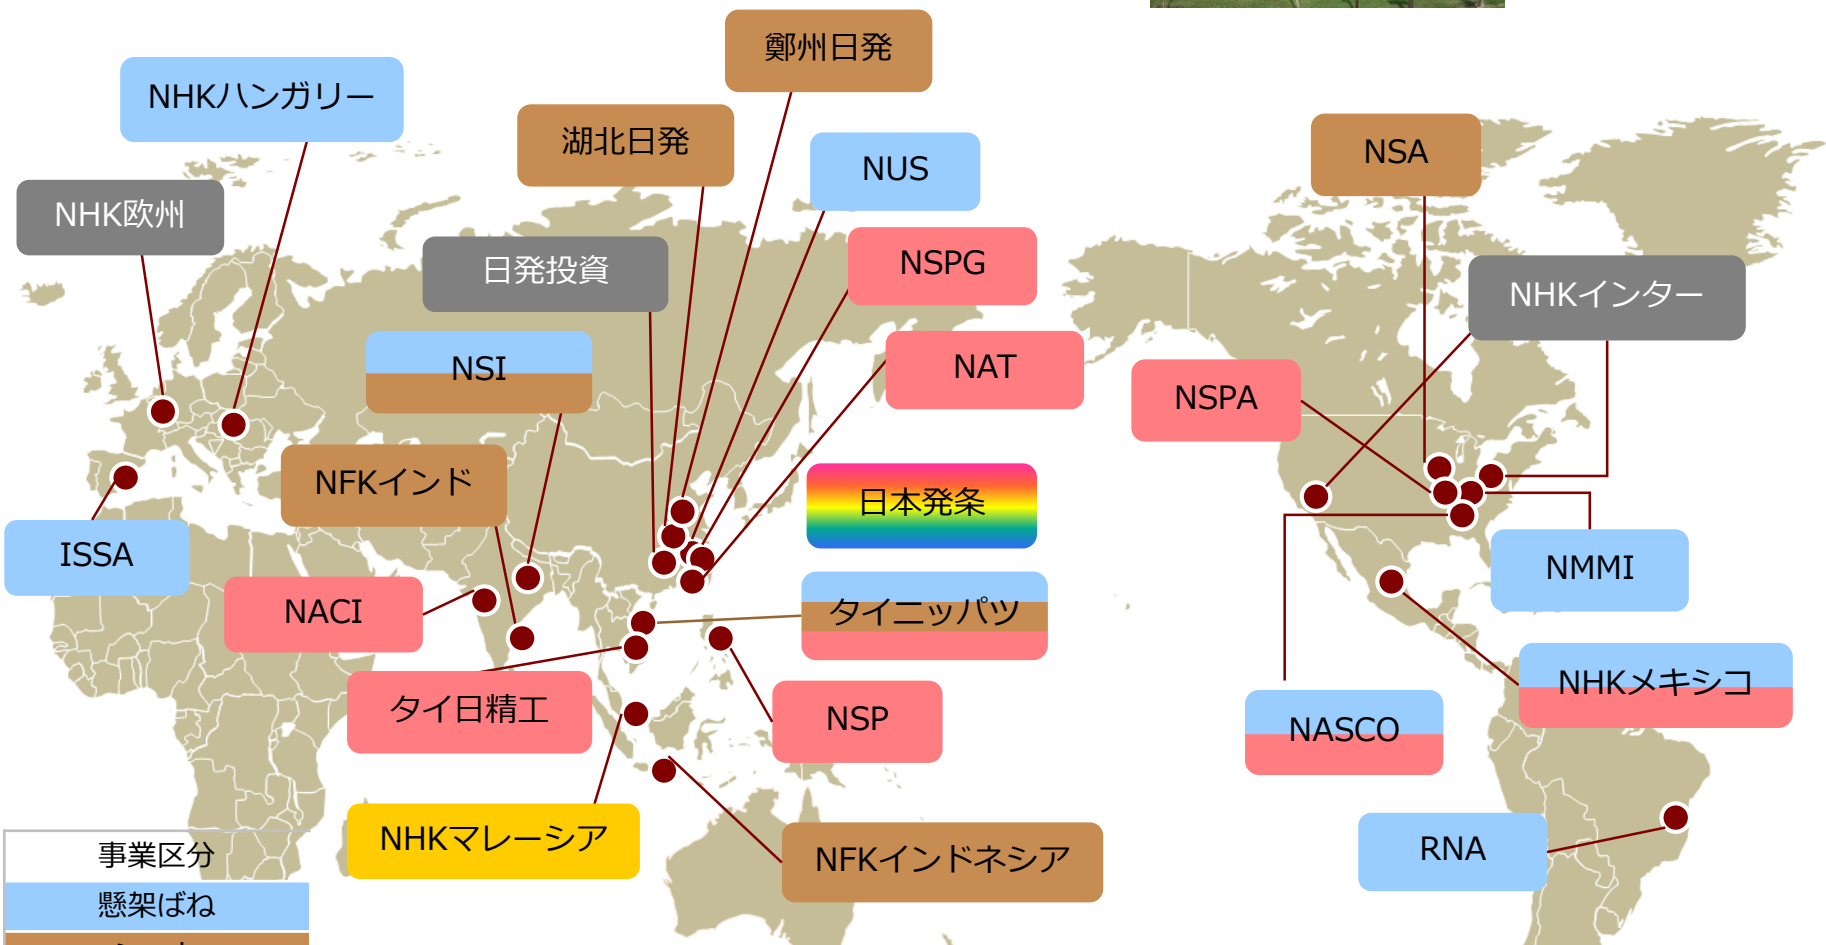 鄭州日発
NHKハンガリー
湖北日発
NSA
NUS
NHK欧州
日発投資
NSPG
NHKインター
NSI
NAT
NSPA
NFKインド
日本発条
ISSA
NMMI
NACI
タイニッパツ
タイ日精工
NSP
NHKメキシコ
NASCO
NHKマレーシア
NFKインドネシア
RNA
事業区分
懸架ばね